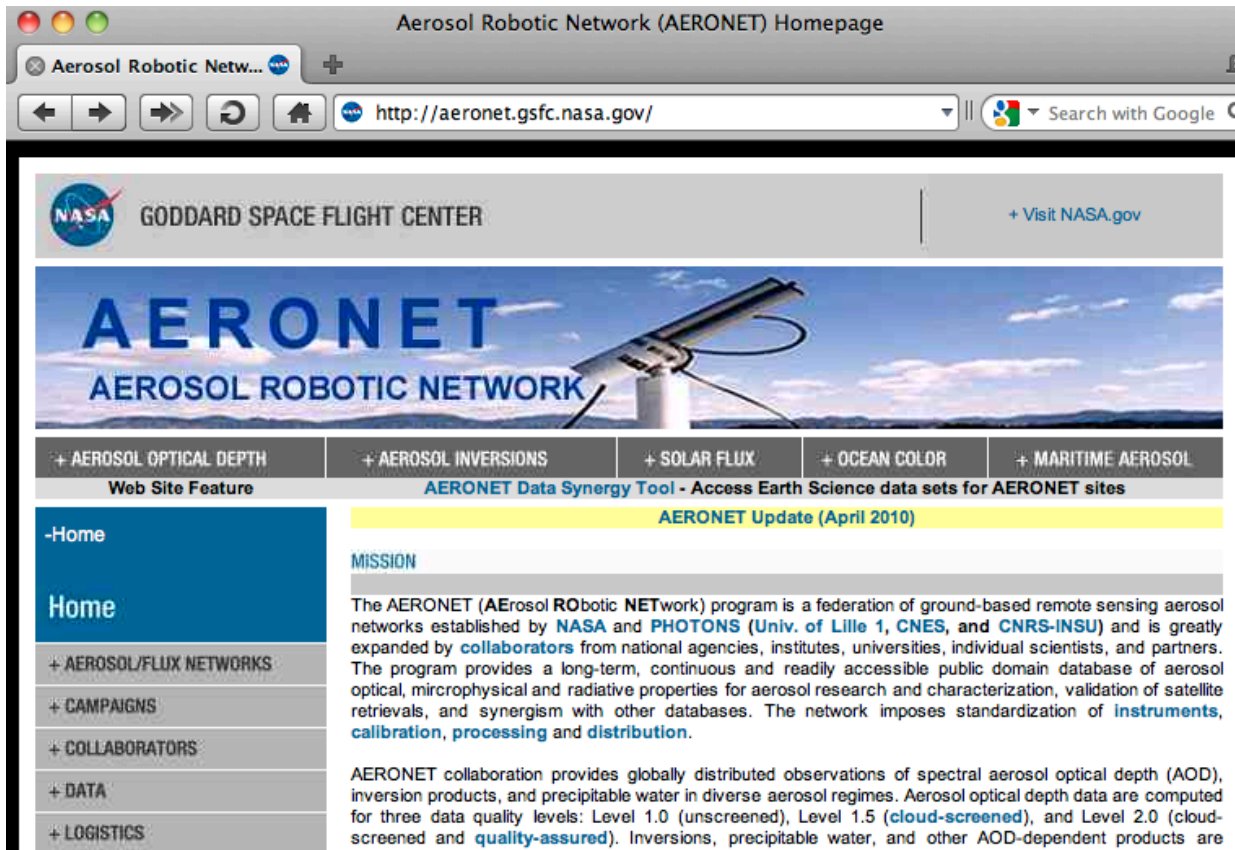 Aerosol Robotic Network (AERONET) Homepage
Aerosol Robotic Netw...
http://aeronet.gsfc.nasa.gov/
Search with Google
NASA
GODDARD SPACE FLIGHT CENTER
+ Visit NASA.gov
AERONET
AEROSOL ROBOTIC NETWORK
+ AEROSOL OPTICAL DEPTH + AEROSOL INVERSIONS + SOLAR FLUX + OCEAN COLOR + MARITIME AEROSOL
Web Site Feature AERONET Data Synergy Tool - Access Earth Science data sets for AERONET sites
-Home
Home
+ AEROSOL/FLUX NETWORKS
+ CAMPAIGNS
+ COLLABORATORS
+ DATA
+ LOGISTICS
AERONET Update (April 2010)
MISSION
The AERONET (AErosol RObotic NETwork) program is a federation of ground-based remote sensing aerosol
networks established by NASA and PHOTONS (Univ. of Lille 1, CNES, and CNRS-INSU) and is greatly
expanded by collaborators from national agencies, institutes, universities, individual scientists, and partners.
The program provides a long-term, continuous and readily accessible public domain database of aerosol
optical, mircrophysical and radiative properties for aerosol research and characterization, validation of satellite
retrievals, and synergism with other databases. The network imposes standardization of instruments,
calibration, processing and distribution.
AERONET collaboration provides globally distributed observations of spectral aerosol optical depth (AOD),
inversion products, and precipitable water in diverse aerosol regimes. Aerosol optical depth data are computed
for three data quality levels: Level 1.0 (unscreened), Level 1.5 (cloud-screened), and Level 2.0 (cloud-
screened and quality-assured). Inversions, precipitable water, and other AOD-dependent products are